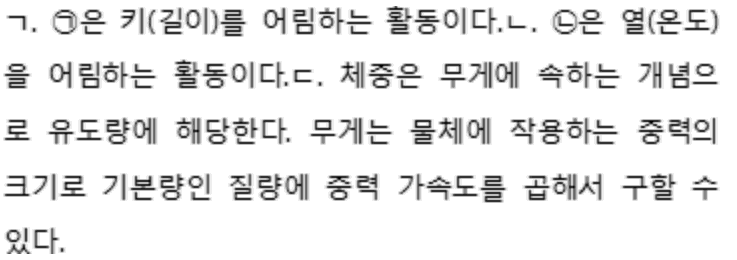 ㄱ. ㉠은 키(길이)를 어림하는 활동이다.ㄴ. ㉡은 열(온도)
을 어림하는 활동이다.ㄷ. 체중은 무게에 속하는 개념으
로 유도량에 해당한다. 무게는 물체에 작용하는 중력의
크기로 기본량인 질량에 중력 가속도를 곱해서 구할 수
있다.